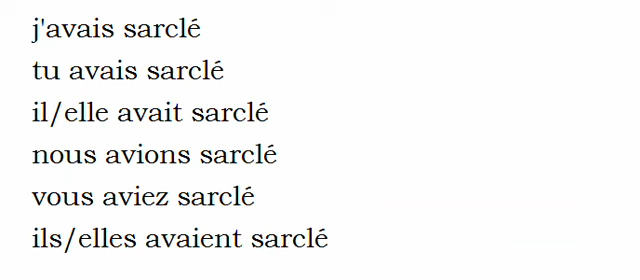 j'avais sarclé
tu avais sarclé
il/elle avait sarclé
nous avions sarclé
vous aviez sarclé
ils/elles avaient sarclé